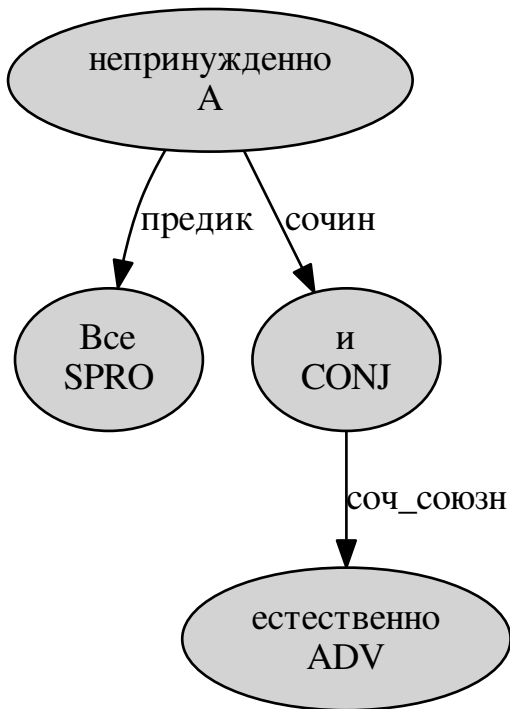 непринужденно
A
предик
сочин
Все
SPRO
и
CONJ
соч_союзн
естественно
ADV